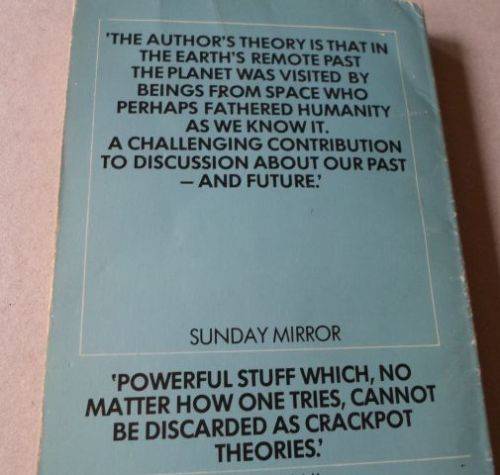 'THE AUTHOR'S THEORY IS THAT IN
THE EARTH'S REMOTE PAST
THE PLANET WAS VISITED BY
BEINGS FROM SPACE WHO
PERHAPS FATHERED HUMANITY
AS WE KNOW IT.
A CHALLENGING CONTRIBUTION
TO DISCUSSION ABOUT OUR PAST
– AND FUTURE.'
SUNDAY MIRROR
'POWERFUL STUFF WHICH, NO
MATTER HOW ONE TRIES, CANNOT
BE DISCARDED AS CRACKPOT
THEORIES.'